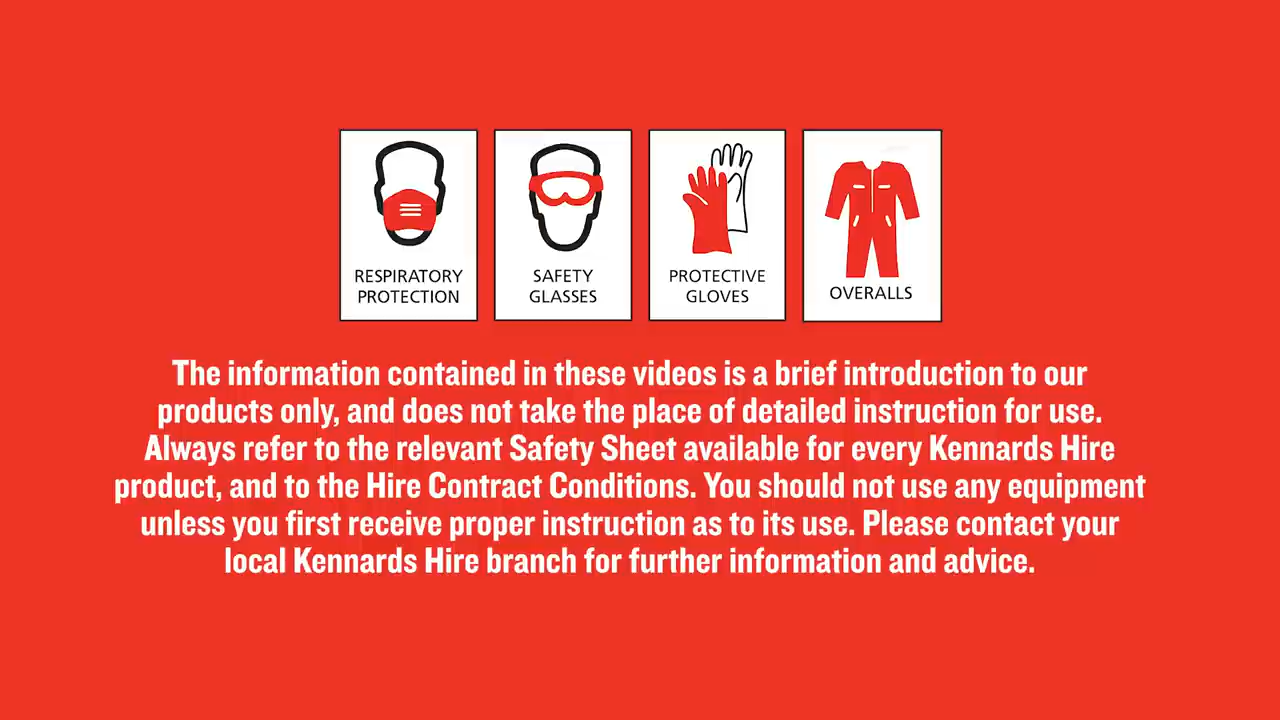 RESPIRATORY
PROTECTION
SAFETY
GLASSES
PROTECTIVE
GLOVES
OVERALLS
The information contained in these videos is a brief introduction to our
products only, and does not take the place of detailed instruction for use.
Always refer to the relevant Safety Sheet available for every Kennards Hire
product, and to the Hire Contract Conditions. You should not use any equipment
unless you first receive proper instruction as to its use. Please contact your
local Kennards Hire branch for further information and advice.